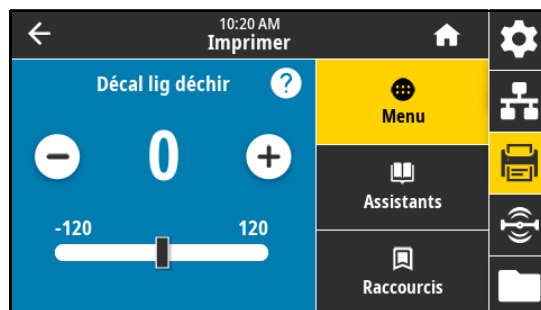 10:20 AM
Imprimer
Décal lig déchir
?
0
-120 120
Menu
Assistants
Raccourcis